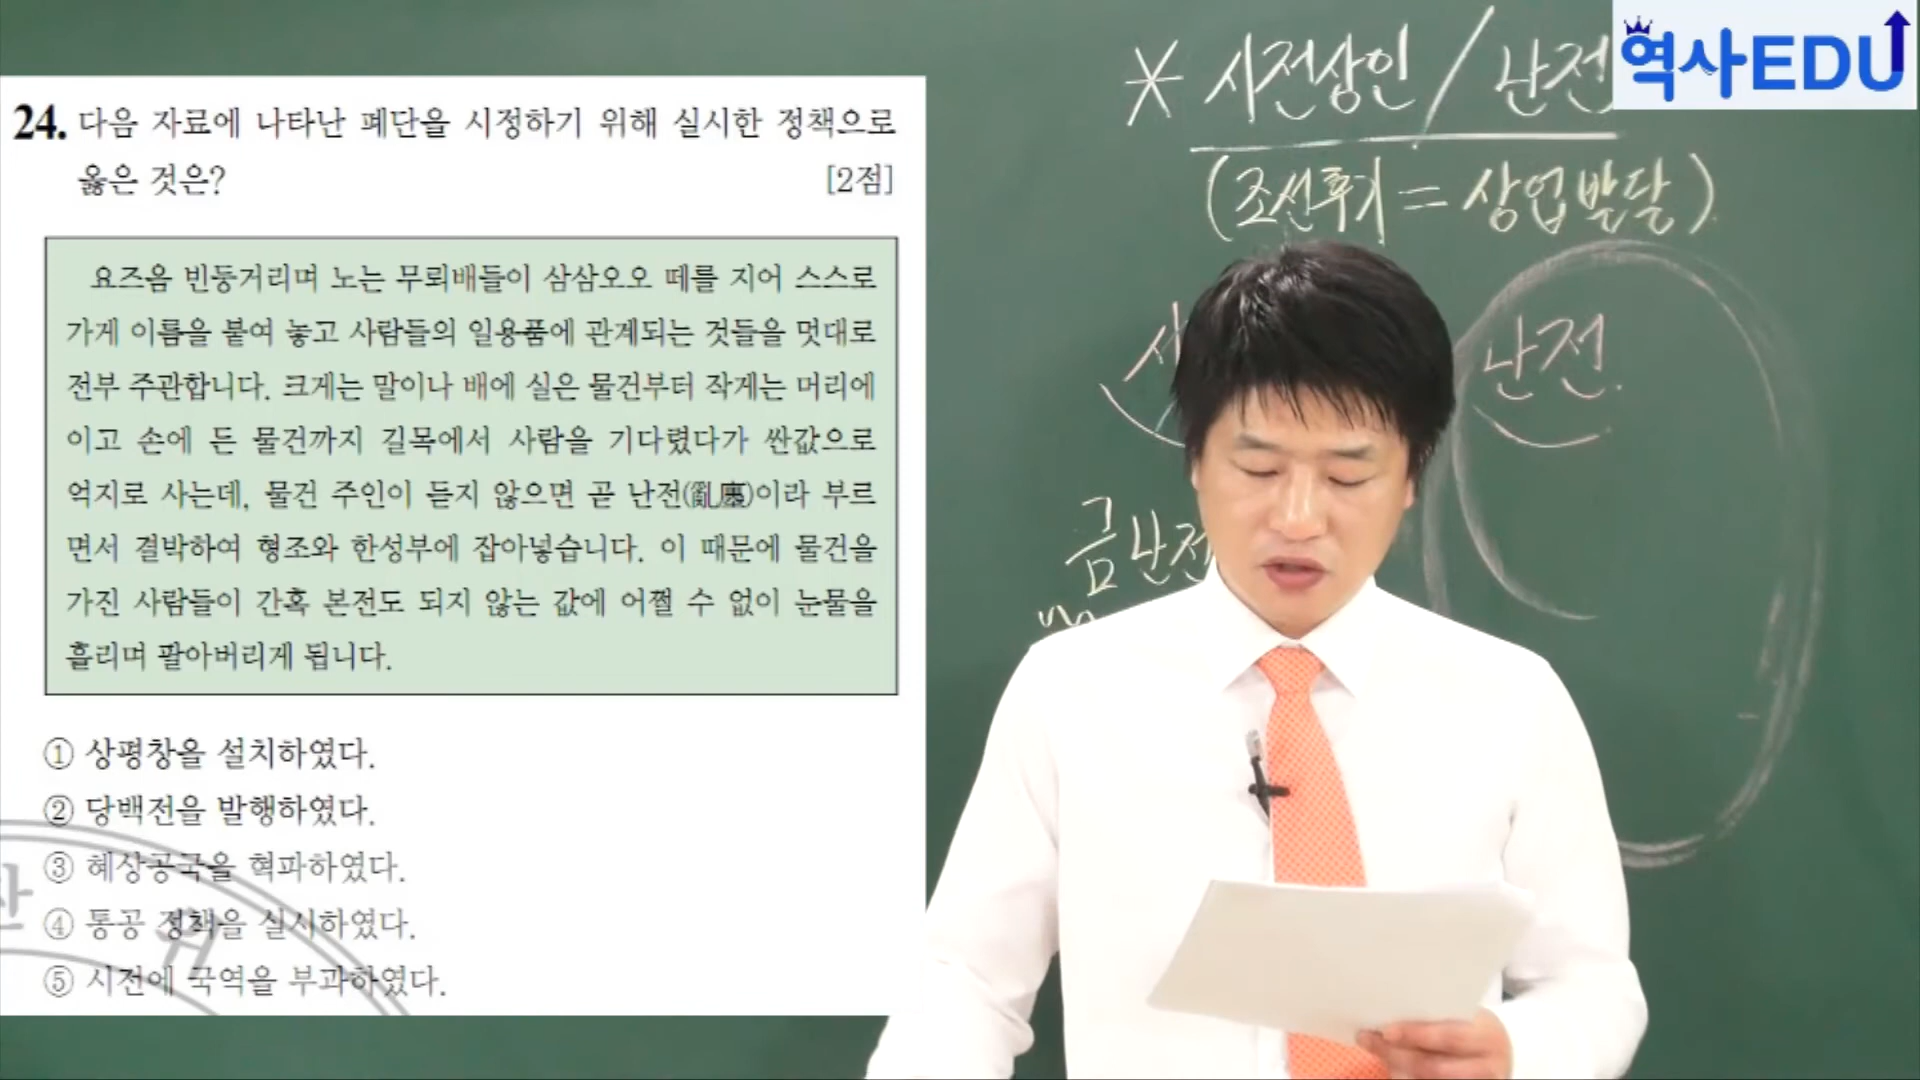 24. 다음 자료에 나타난 폐단을 시정하기 위해 실시한 정책으로
옳은 것은? [2점]
요즈음 빈둥거리며 노는 무뢰배들이 삼삼오오 떼를 지어 스스로
가게 이름을 붙여 놓고 사람들의 일용품에 관계되는 것들을 멋대로
전부 주관합니다. 크게는 말이나 배에 실은 물건부터 작게는 머리에
이고 손에 든 물건까지 길목에서 사람을 기다렸다가 싼값으로
억지로 사는데, 물건 주인이 듣지 않으면 곧 난전(亂廛)이라 부르
면서 결박하여 형조와 한성부에 잡아넣습니다. 이 때문에 물건을
가진 사람들이 간혹 본전도 되지 않는 값에 어쩔 수 없이 눈물을
흘리며 팔아버리게 됩니다.
① 상평창을 설치하였다.
② 당백전을 발행하였다.
③ 혜상공국을 혁파하였다.
④ 통공 정책을 실시하였다.
⑤ 시전에 국역을 부과하였다.
* 시전상인 / 난전
(조선후기 = 상업발달)
난전
금난전
역사EDU